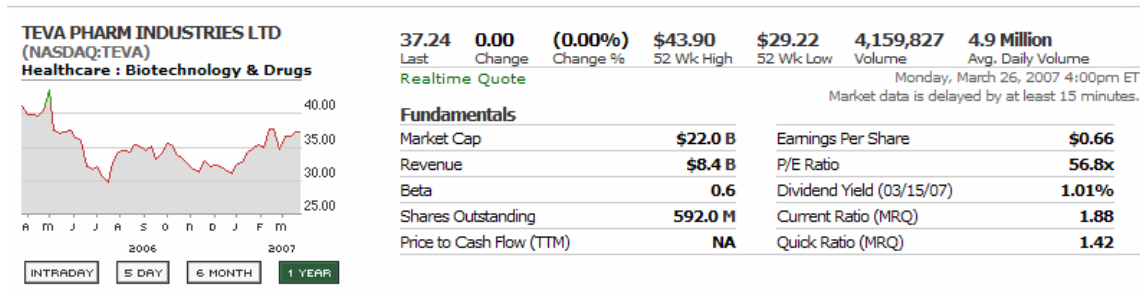 TEVA PHARM INDUSTRIES LTD
(NASDAQ:TEVA)
Healthcare : Biotechnology & Drugs
40.00
35.00
30.00
25.00
A M J J A S O N D J F M
2006 2007
INTRADAY 5 DAY 6 MONTH 1 YEAR
37.24 0.00 (0.00%) $43.90 $29.22 4,159,827 4.9 Million
Last Change Change % 52 Wk High 52 Wk Low Volume Avg. Daily Volume
Realtime Quote Monday, March 26, 2007 4:00pm ET
Market data is delayed by at least 15 minutes.
Fundamentals
Market Cap $22.0 B Earnings Per Share $0.66
Revenue $8.4 B P/E Ratio 56.8x
Beta 0.6 Dividend Yield (03/15/07) 1.01%
Shares Outstanding 592.0 M Current Ratio (MRQ) 1.88
Price to Cash Flow (TTM) NA Quick Ratio (MRQ) 1.42